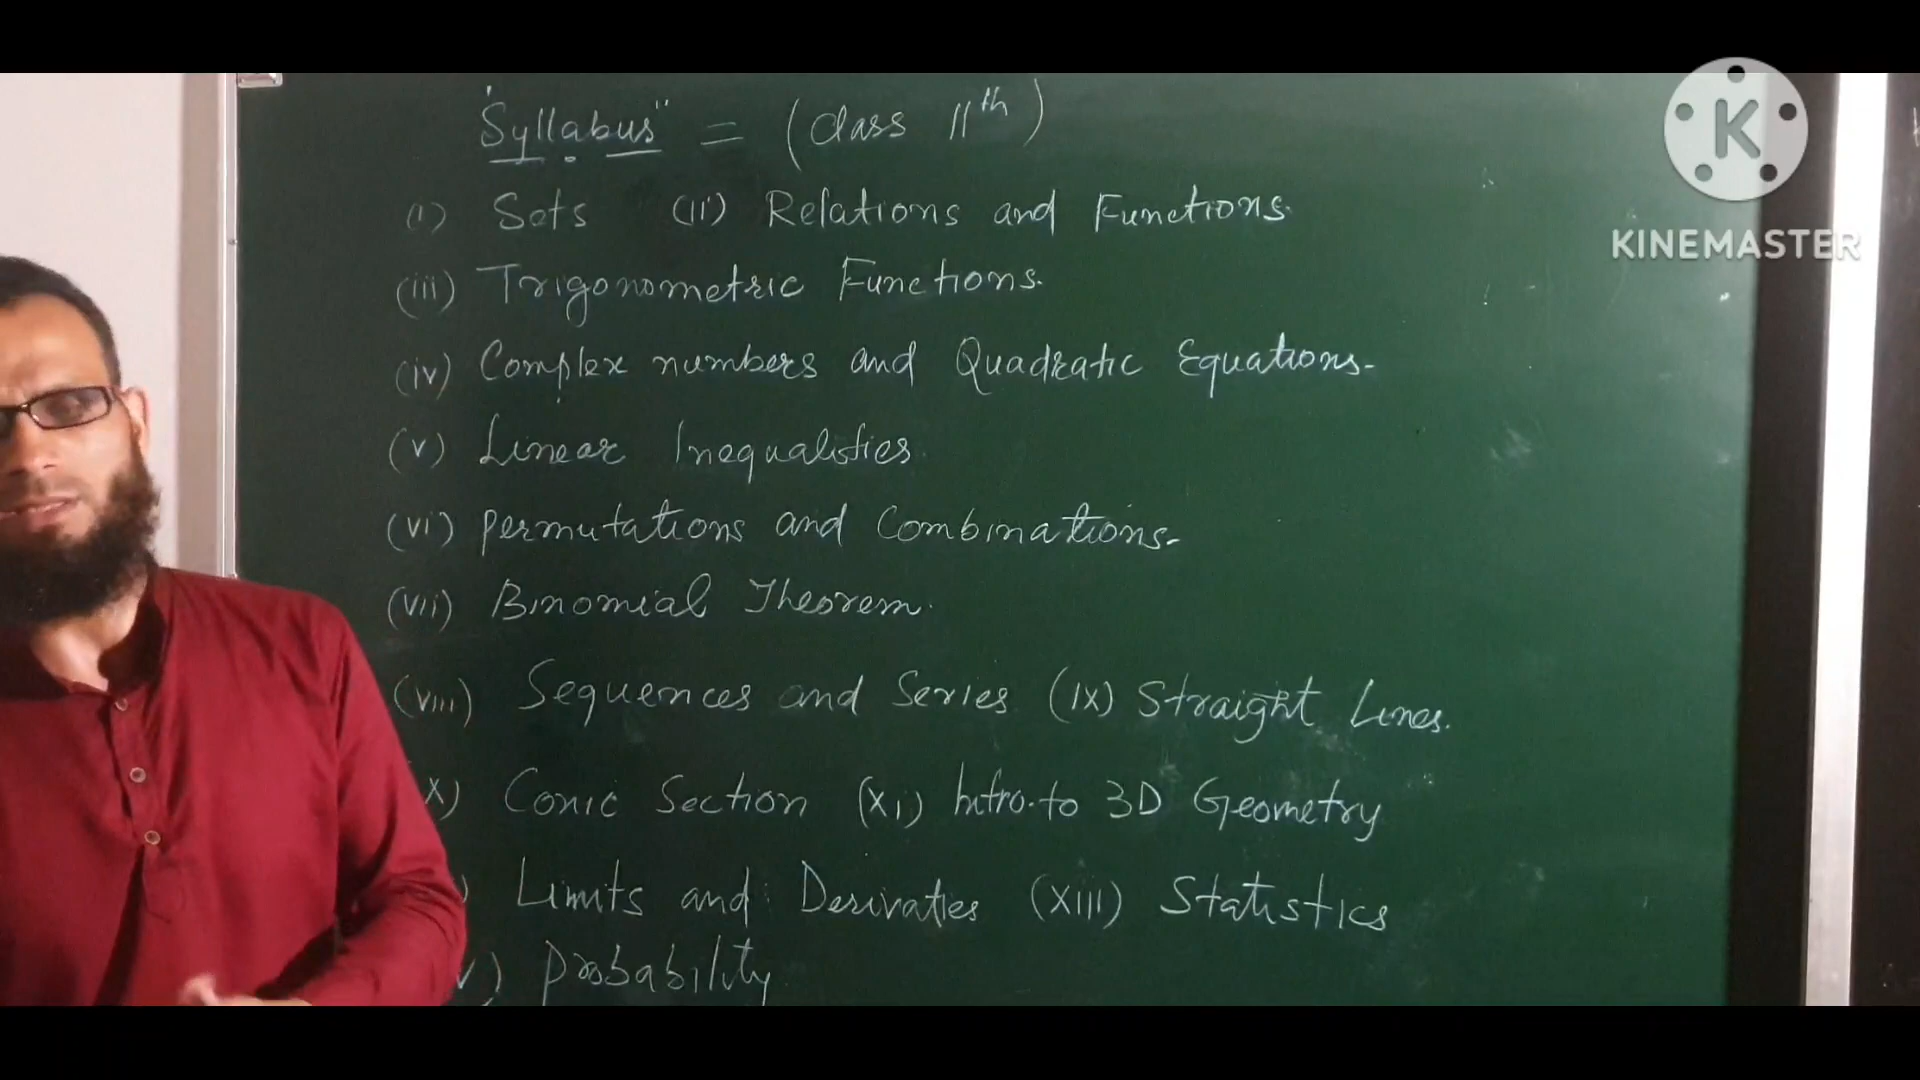 "Syllabus" = (Class 11th)
(i) Sets (ii) Relations and Functions.
(iii) Trigonometric Functions.
(iv) Complex numbers and Quadratic Equations.
(v) Linear Inequalities.
(vi) Permutations and Combinations.
(vii) Binomial Theorem.
(viii) Sequences and Series (ix) Straight Lines.
x) Conic Section (xi) Intro. to 3D Geometry
) Limits and Derivaties (xiii) Statistics
v) Probability
K
KINEMASTER